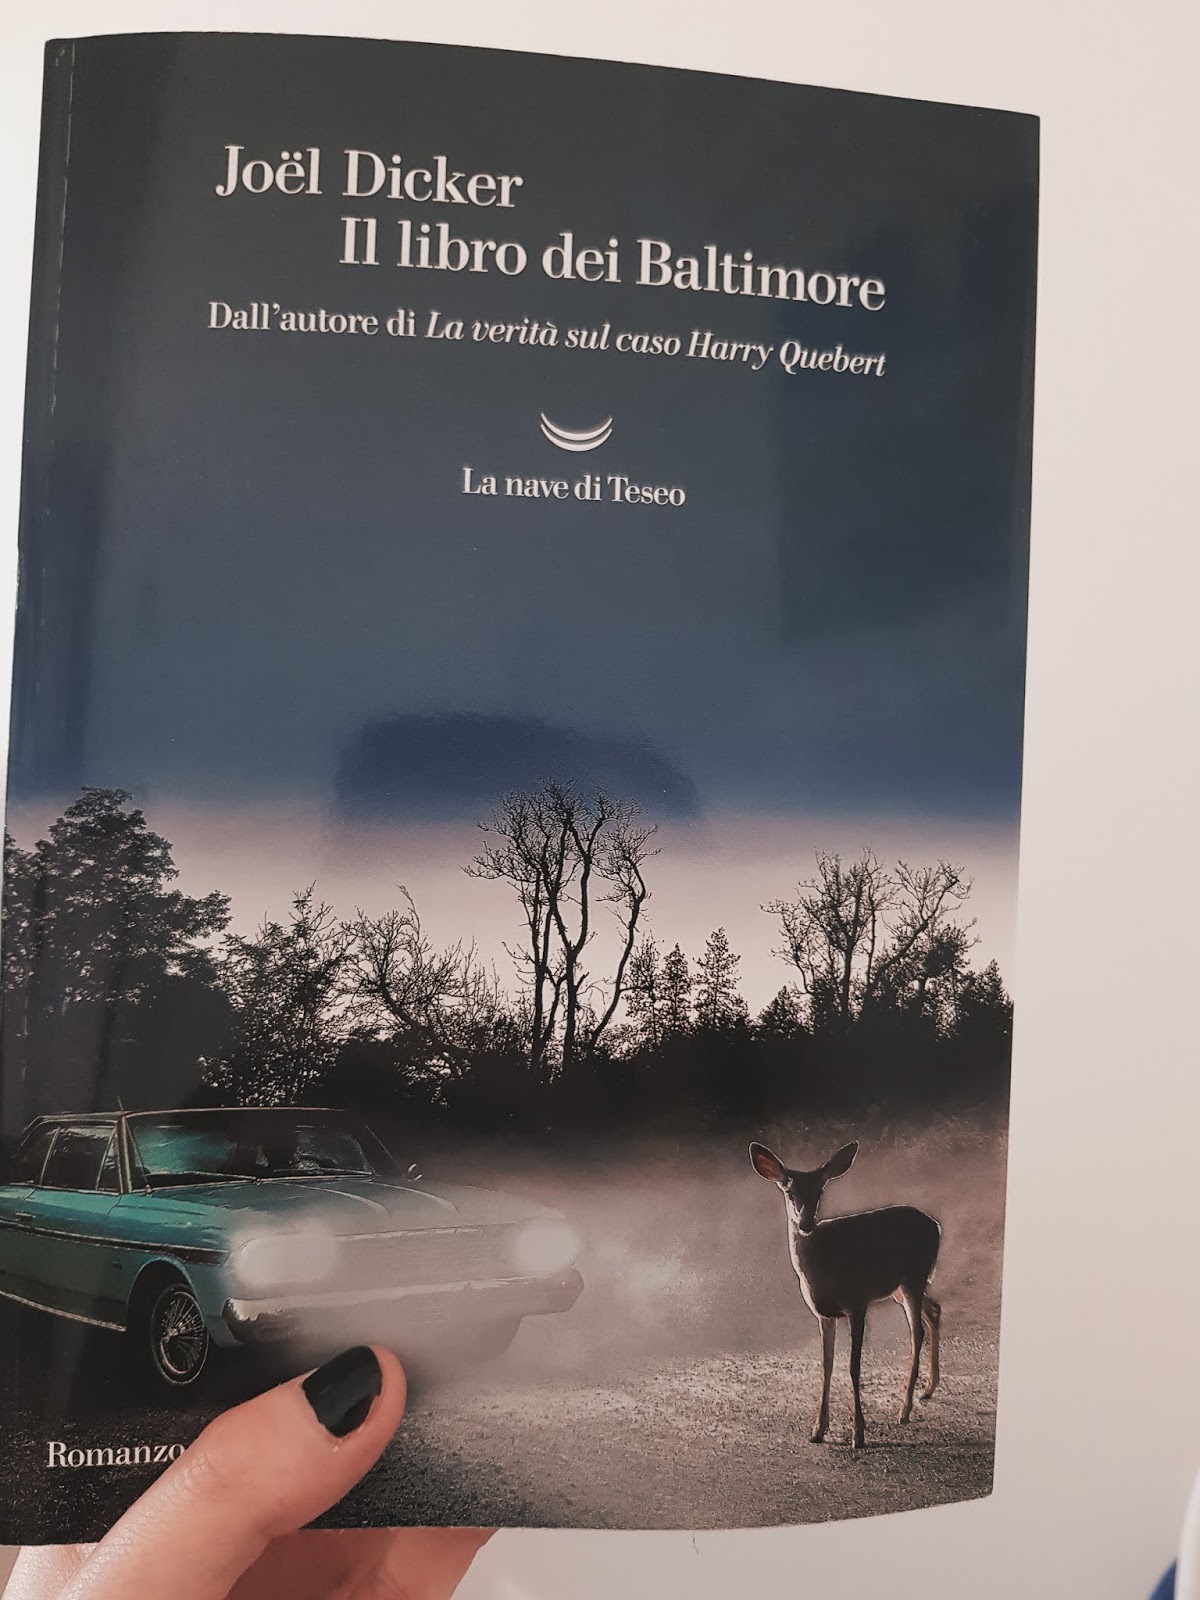 Joël Dicker
Il libro dei Baltimore
Dall'autore di La verità sul caso Harry Quebert
La nave di Teseo
Romanzo